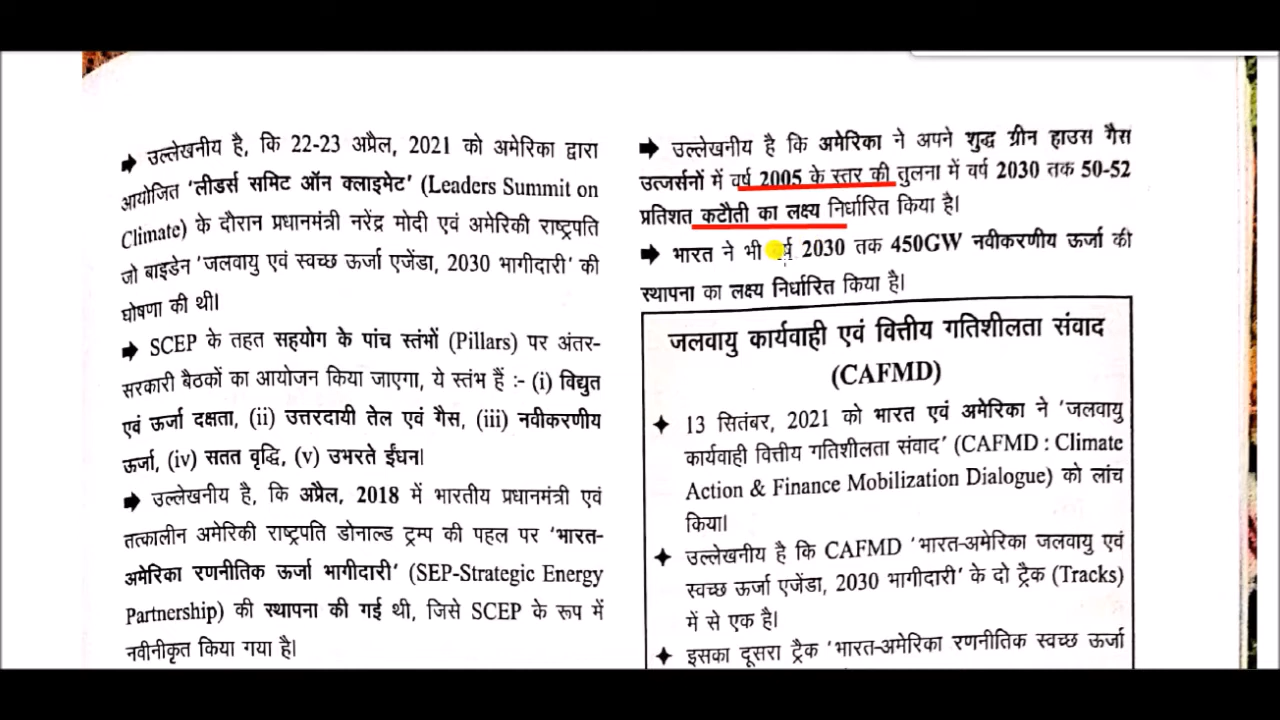 उल्लेखनीय है, कि 22-23 अप्रैल, 2021 को अमेरिका द्वारा
आयोजित ‘लीडर्स समिट ऑन क्लाइमेट’ (Leaders Summit on
Climate) के दौरान प्रधानमंत्री नरेंद्र मोदी एवं अमेरिकी राष्ट्रपति
जो बाइडेन ‘जलवायु एवं स्वच्छ ऊर्जा एजेंडा, 2030 भागीदारी’ की
घोषणा की थी।
SCEP के तहत सहयोग के पांच स्तंभों (Pillars) पर अंतर-
सरकारी बैठकों का आयोजन किया जाएगा, ये स्तंभ हैं :- (i) विद्युत
एवं ऊर्जा दक्षता, (ii) उत्तरदायी तेल एवं गैस, (iii) नवीकरणीय
ऊर्जा, (iv) सतत वृद्धि, (v) उभरते ईंधन।
उल्लेखनीय है, कि अप्रैल, 2018 में भारतीय प्रधानमंत्री एवं
तत्कालीन अमेरिकी राष्ट्रपति डोनाल्ड ट्रम्प की पहल पर ‘भारत-
अमेरिका रणनीतिक ऊर्जा भागीदारी’ (SEP-Strategic Energy
Partnership) की स्थापना की गई थी, जिसे SCEP के रूप में
नवीनीकृत किया गया है।
उल्लेखनीय है कि अमेरिका ने अपने शुद्ध ग्रीन हाउस गैस
उत्जर्सनों में वर्ष 2005 के स्तर की तुलना में वर्ष 2030 तक 50-52
प्रतिशत कटौती का लक्ष्य निर्धारित किया है।
भारत ने भी वर्ष 2030 तक 450GW नवीकरणीय ऊर्जा की
स्थापना का लक्ष्य निर्धारित किया है।
जलवायु कार्यवाही एवं वित्तीय गतिशीलता संवाद
(CAFMD)
13 सितंबर, 2021 को भारत एवं अमेरिका ने ‘जलवायु
कार्यवाही वित्तीय गतिशीलता संवाद’ (CAFMD : Climate
Action & Finance Mobilization Dialogue) को लांच
किया।
उल्लेखनीय है कि CAFMD ‘भारत-अमेरिका जलवायु एवं
स्वच्छ ऊर्जा एजेंडा, 2030 भागीदारी’ के दो ट्रैक (Tracks)
में से एक है।
इसका दूसरा ट्रैक ‘भारत-अमेरिका रणनीतिक स्वच्छ ऊर्जा